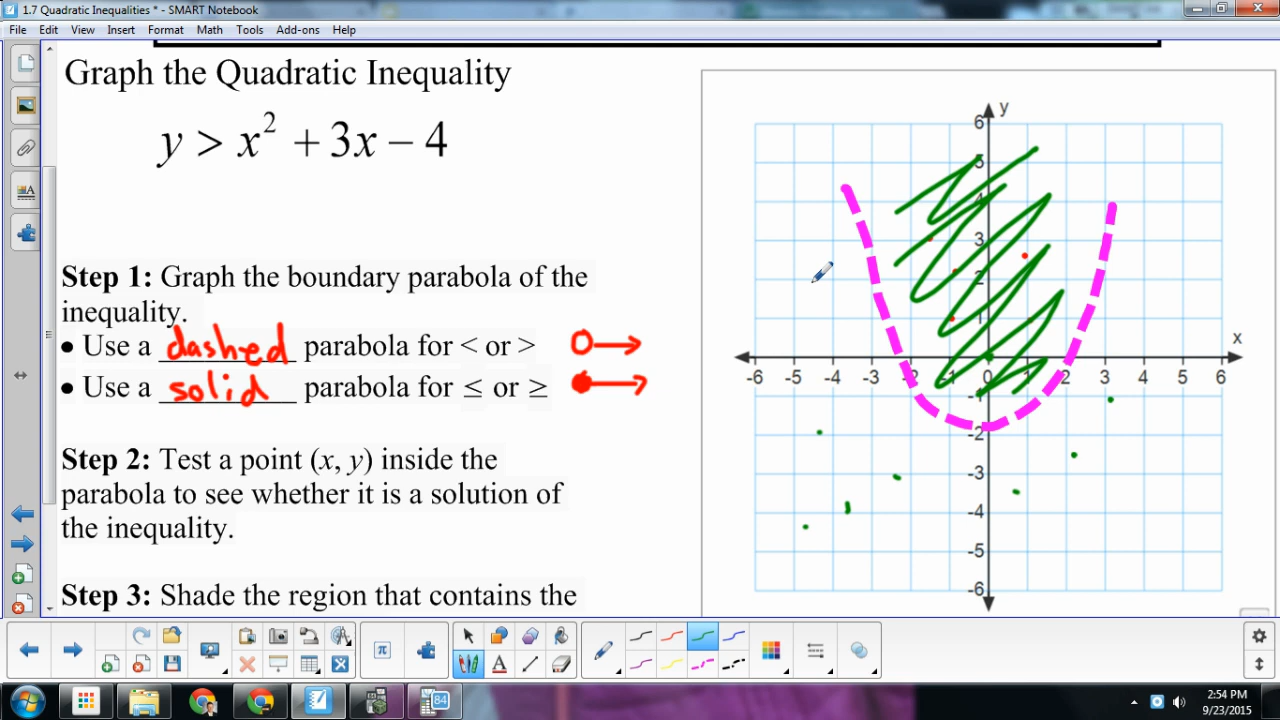 1.7 Quadratic Inequalities * - SMART Notebook
File Edit View Insert Format Math Tools Add-ons Help
Graph the Quadratic Inequality
y > x² + 3x − 4
Step 1: Graph the boundary parabola of the
inequality.
• Use a dashed parabola for < or >
• Use a solid parabola for ≤ or ≥
Step 2: Test a point (x, y) inside the
parabola to see whether it is a solution of
the inequality.
Step 3: Shade the region that contains the
y
6
5
4
3
2
1
x
-6 -5 -4 -3 -2 -1 0 1 2 3 4 5 6
-1
-2
-3
-4
-5
-6
π
A
84
2:54 PM
9/23/2015